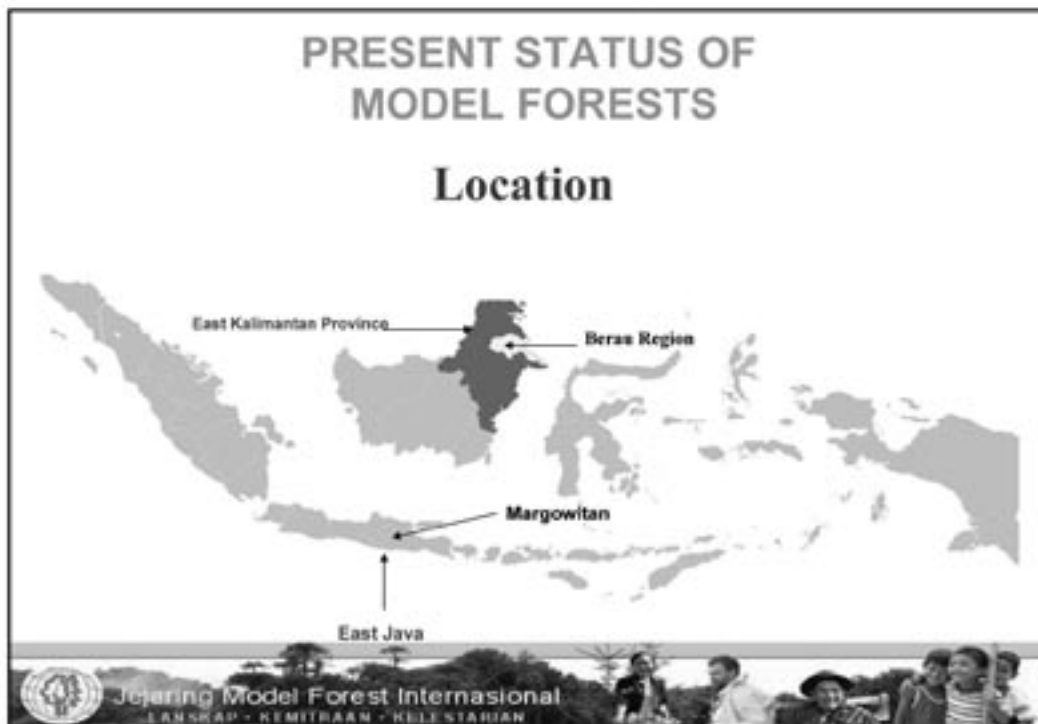 PRESENT STATUS OF
MODEL FORESTS
Location
East Kalimantan Province
Berau Region
Margowitan
East Java
Jejaring Model Forest Internasional
LANSKAP • KEMITRAAN • KELESTARIAN